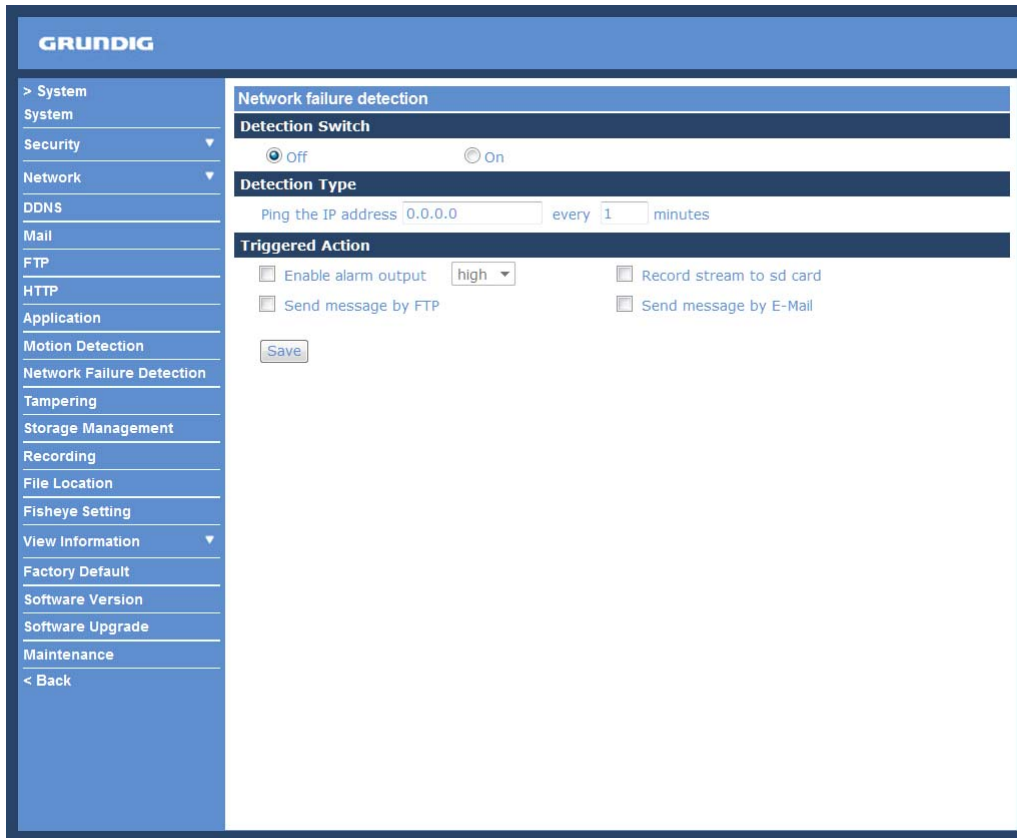 GRUNDIG
> System
System
Security
Network
DDNS
Mail
FTP
HTTP
Application
Motion Detection
Network Failure Detection
Tampering
Storage Management
Recording
File Location
Fisheye Setting
View Information
Factory Default
Software Version
Software Upgrade
Maintenance
< Back
Network failure detection
Detection Switch
Off On
Detection Type
Ping the IP address 0.0.0.0 every 1 minutes
Triggered Action
Enable alarm output high Record stream to sd card
Send message by FTP Send message by E-Mail
Save